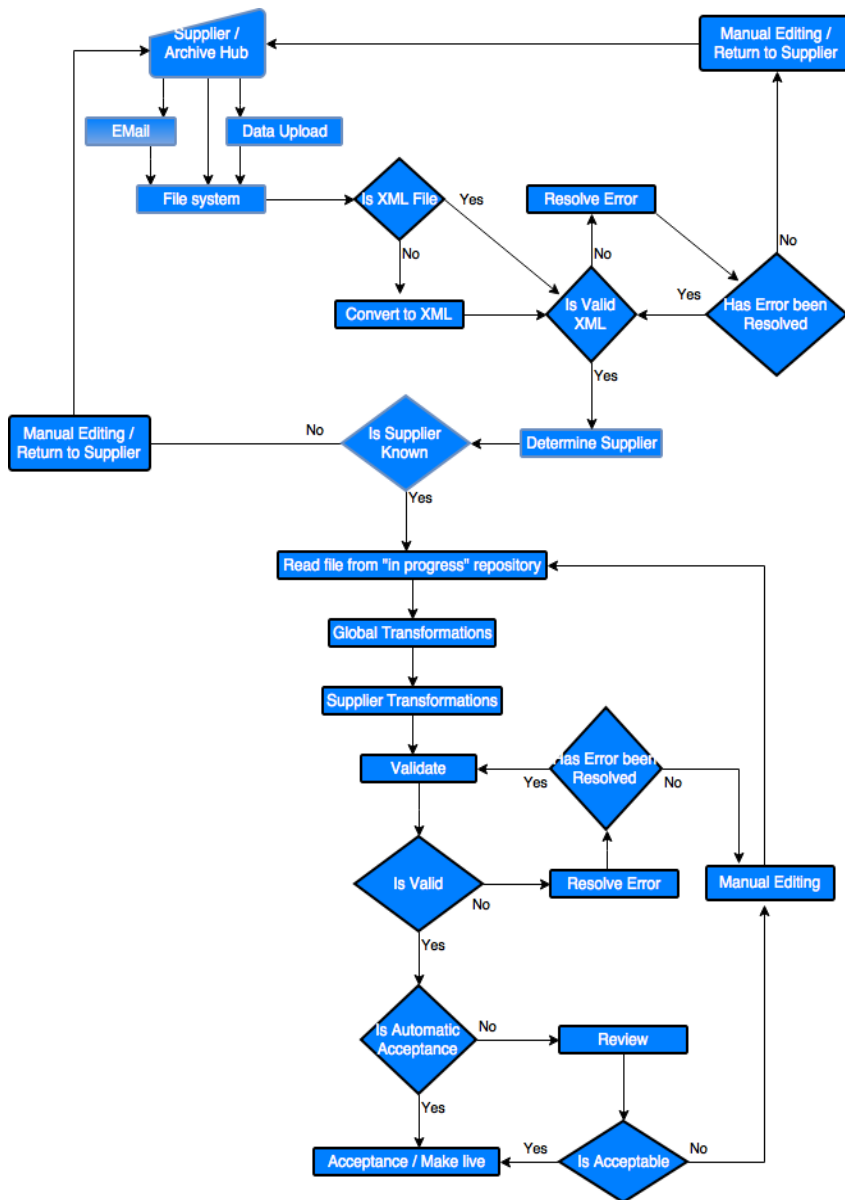 Supplier /
Archive Hub
Manual Editing /
Return to Supplier
EMail
Data Upload
File system
Is XML File
Yes
No
Convert to XML
Resolve Error
No
Is Valid
XML
Yes
Has Error been
Resolved
No
Yes
Determine Supplier
Is Supplier
Known
No
Manual Editing /
Return to Supplier
Yes
Read file from "in progress" repository
Global Transformations
Supplier Transformations
Validate
Has Error been
Resolved
Yes
No
Is Valid
No
Resolve Error
Manual Editing
Yes
Is Automatic
Acceptance
No
Review
Yes
Acceptance / Make live
Yes
Is Acceptable
No